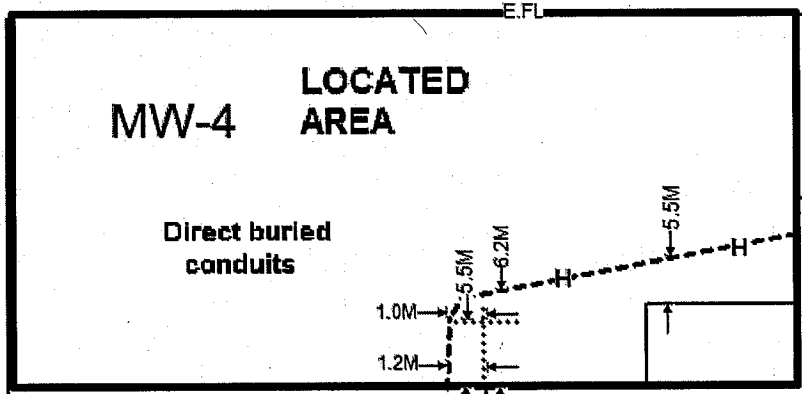 E.FL
LOCATED
MW-4 AREA
Direct buried
conduits
5.5M
6.2M
5.5M
H
H
1.0M
1.2M